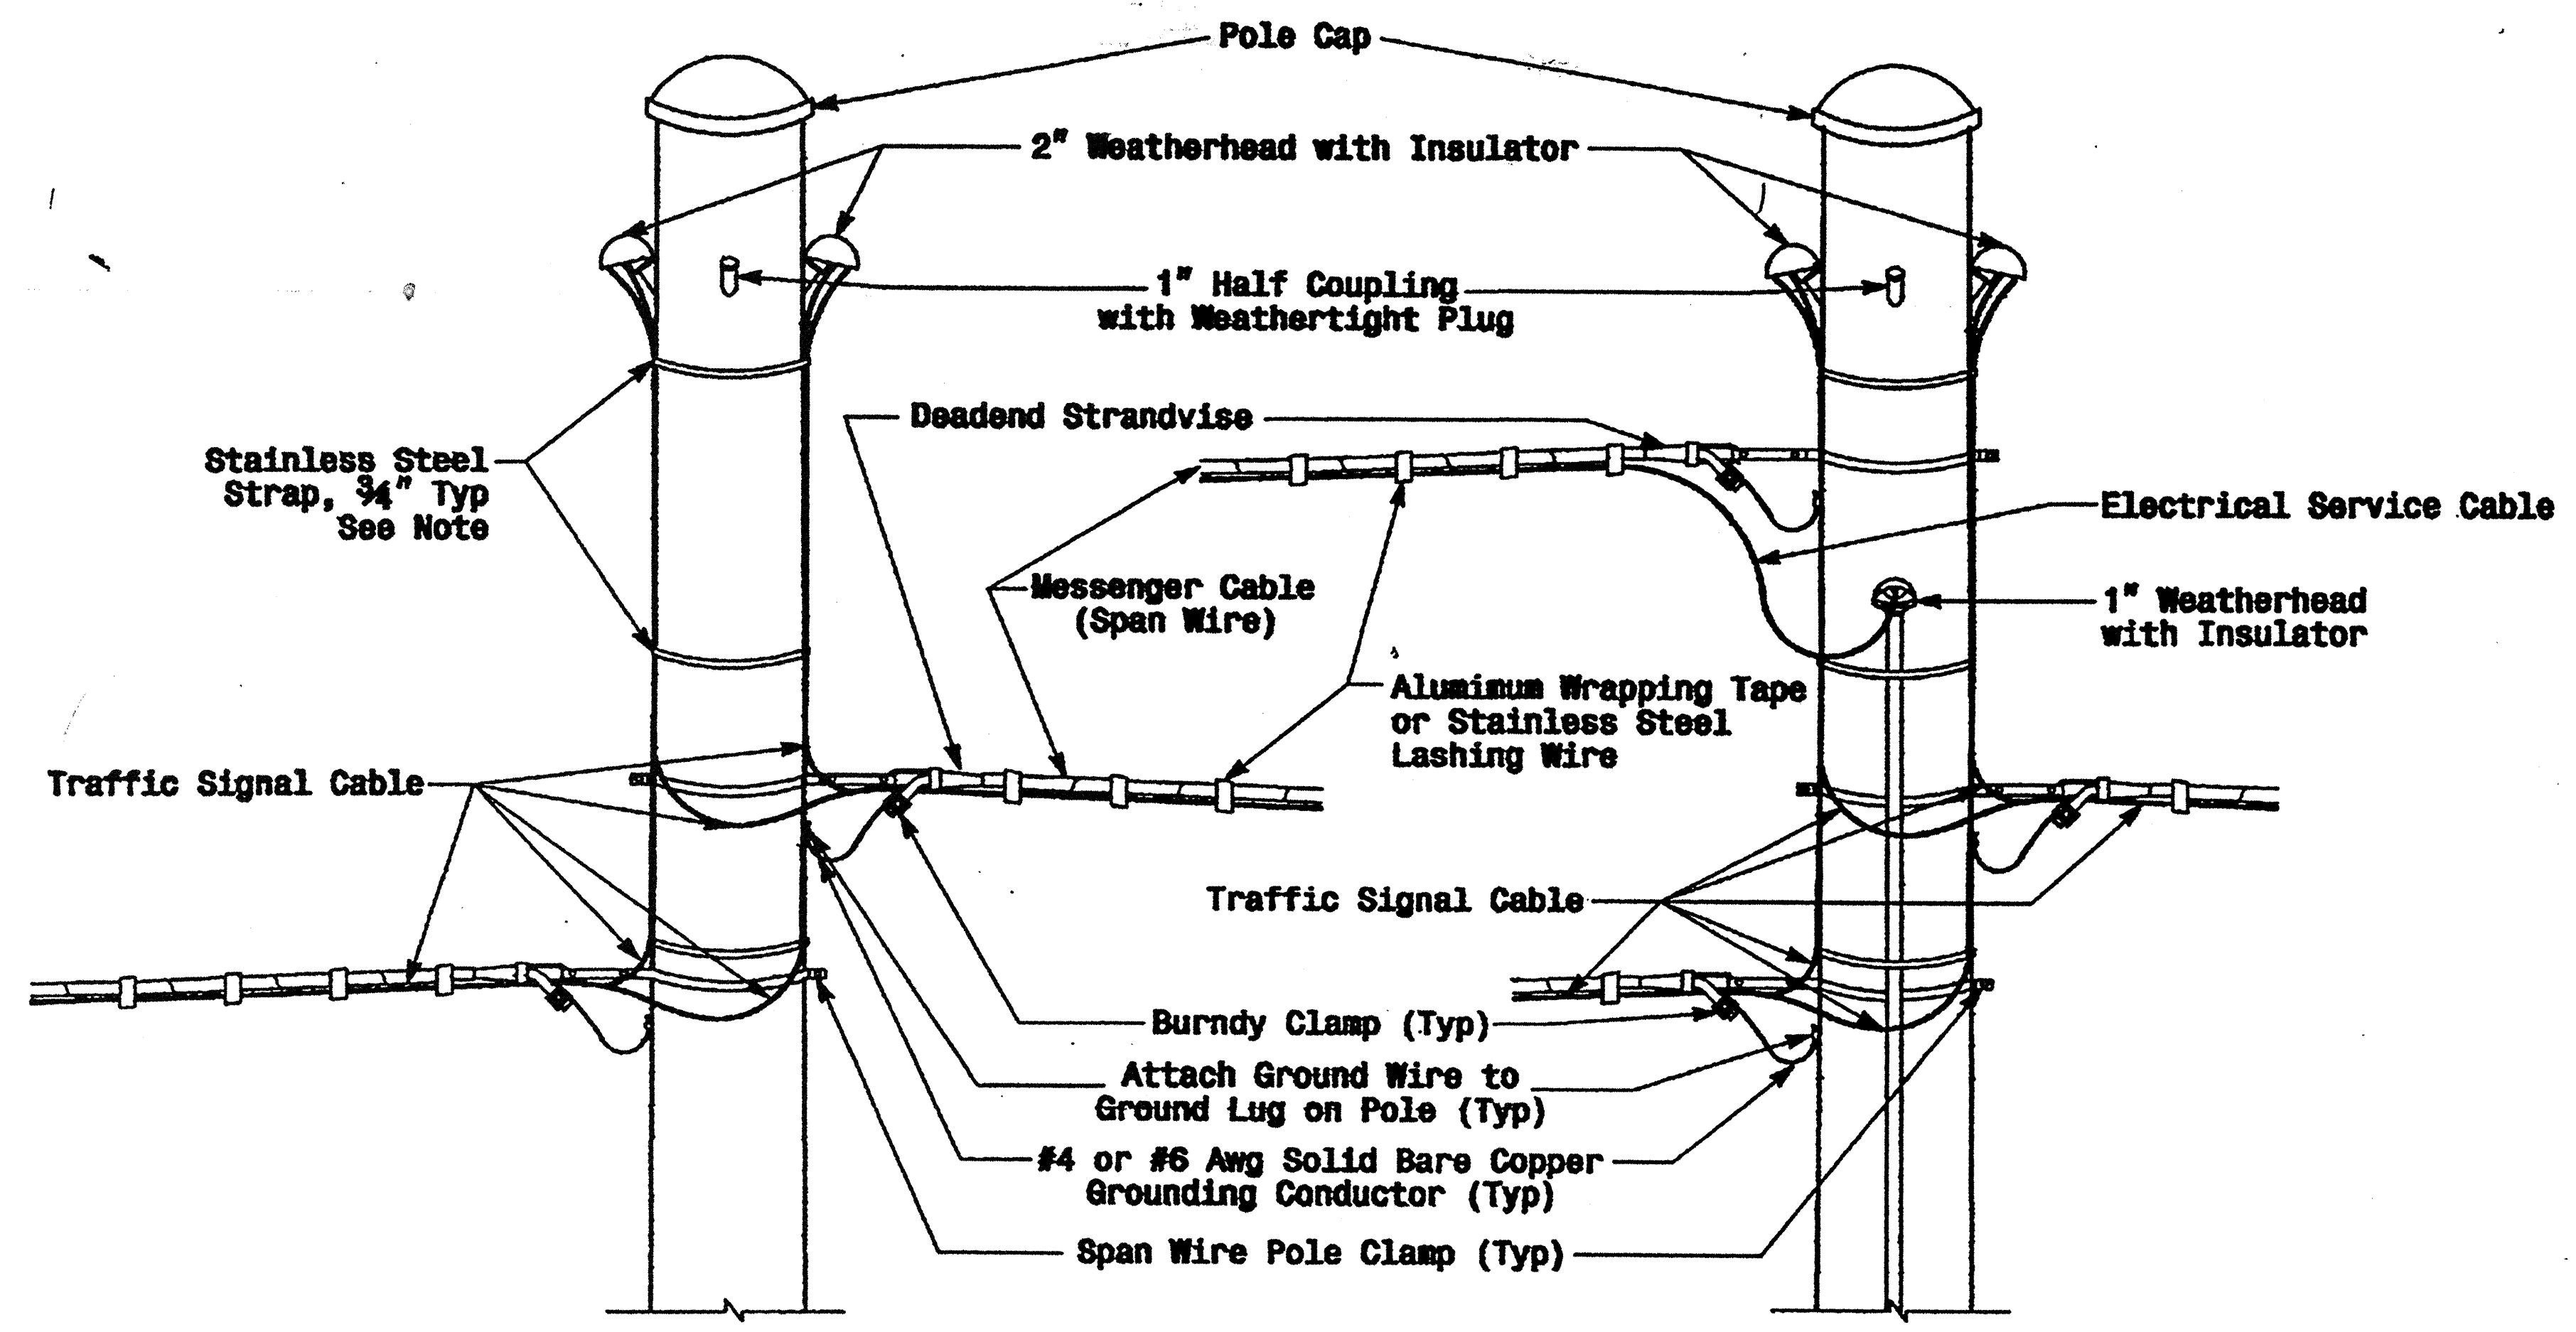 Pole Cap
2" Weatherhead with Insulator
1" Half Coupling
with Weathertight Plug
Deadend Strandvise
Stainless Steel
Strap, 3/4" Typ
See Note
Electrical Service Cable
Messenger Cable
(Span Wire)
1" Weatherhead
with Insulator
Alumimum Wrapping Tape
or Stainless Steel
Lashing Wire
Traffic Signal Cable
Traffic Signal Cable
Burndy Clamp (Typ)
Attach Ground Wire to
Ground Lug on Pole (Typ)
#4 or #6 Awg Solid Bare Copper
Grounding Conductor (Typ)
Span Wire Pole Clamp (Typ)